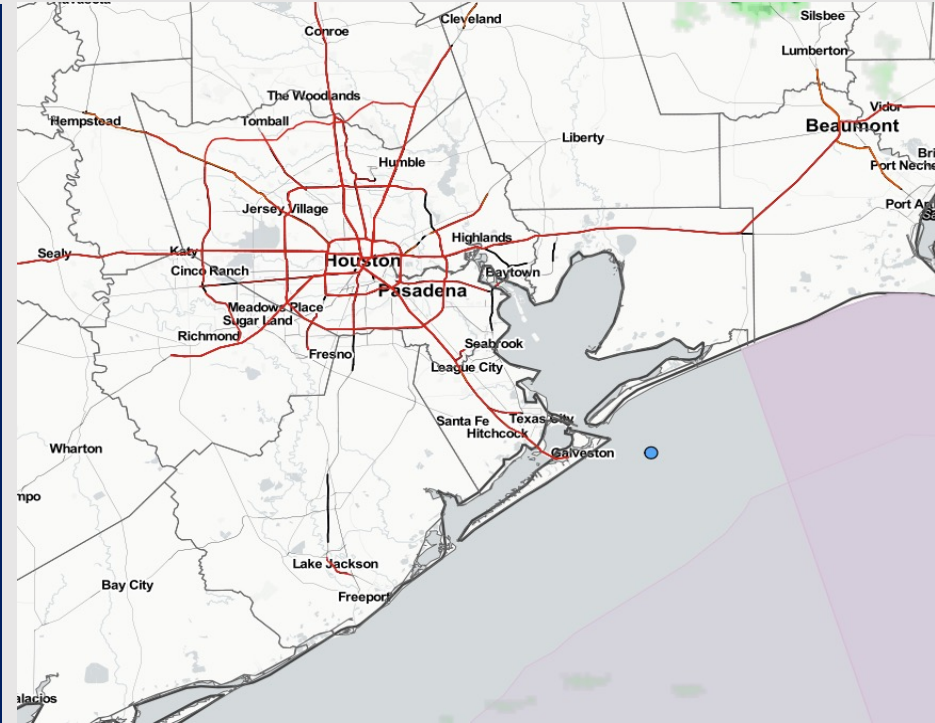 Silsbee
Cleveland
Conroe
Lumberton
The Woodlands
Vidor
Hempstead
Tomball
Beaumont
Liberty
Humble
Port Neche
Port Ar
Jersey Village
Highlands
Sealy
Katy
Houston
Cinco Ranch
Baytown
Pasadena
Meadows Place
Sugar Land
Richmond
Seabrook
Fresno
League City
Santa Fe
Texas City
Hitchcock
Wharton
Galveston
mpo
Lake Jackson
Bay City
Freeport
alacios